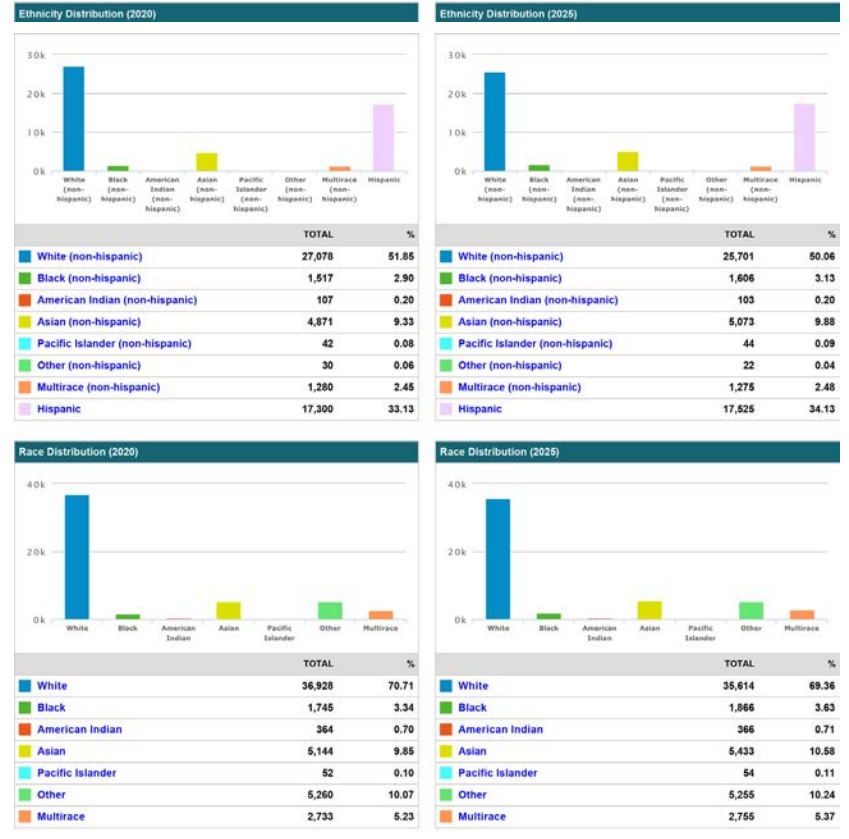 Ethnicity Distribution (2020)
30k
20k
10k
0k
White (non-hispanic)
Black (non-hispanic)
American Indian (non-hispanic)
Asian (non-hispanic)
Pacific Islander (non-hispanic)
Other (non-hispanic)
Multirace (non-hispanic)
Hispanic
TOTAL %
White (non-hispanic) 27,078 51.85
Black (non-hispanic) 1,517 2.90
American Indian (non-hispanic) 107 0.20
Asian (non-hispanic) 4,871 9.33
Pacific Islander (non-hispanic) 42 0.08
Other (non-hispanic) 30 0.06
Multirace (non-hispanic) 1,280 2.45
Hispanic 17,300 33.13
Ethnicity Distribution (2025)
30k
20k
10k
0k
White (non-hispanic)
Black (non-hispanic)
American Indian (non-hispanic)
Asian (non-hispanic)
Pacific Islander (non-hispanic)
Other (non-hispanic)
Multirace (non-hispanic)
Hispanic
TOTAL %
White (non-hispanic) 25,701 50.06
Black (non-hispanic) 1,606 3.13
American Indian (non-hispanic) 103 0.20
Asian (non-hispanic) 5,073 9.88
Pacific Islander (non-hispanic) 44 0.09
Other (non-hispanic) 22 0.04
Multirace (non-hispanic) 1,275 2.48
Hispanic 17,525 34.13
Race Distribution (2020)
40k
20k
0k
White
Black
American Indian
Asian
Pacific Islander
Other
Multirace
TOTAL %
White 36,928 70.71
Black 1,745 3.34
American Indian 364 0.70
Asian 5,144 9.85
Pacific Islander 52 0.10
Other 5,260 10.07
Multirace 2,733 5.23
Race Distribution (2025)
40k
20k
0k
White
Black
American Indian
Asian
Pacific Islander
Other
Multirace
TOTAL %
White 35,614 69.36
Black 1,866 3.63
American Indian 366 0.71
Asian 5,433 10.58
Pacific Islander 54 0.11
Other 5,255 10.24
Multirace 2,755 5.37